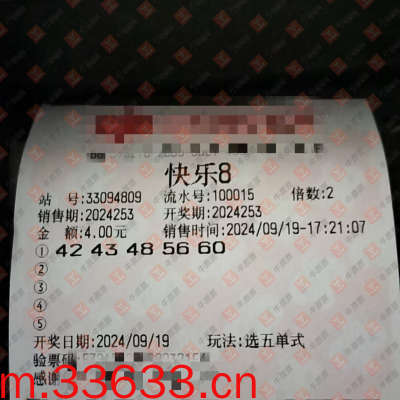 快乐8
站 号:33094809 流水号:100015 倍数:2
销售期:2024253 开奖期:2024253
金 额:4.00元 销售时间:2024/09/19-17:21:07
① 42 43 48 56 60
②
③
④
⑤
开奖日期:2024/09/19 玩法:选五单式
验票码:
感谢
m.33633.cn